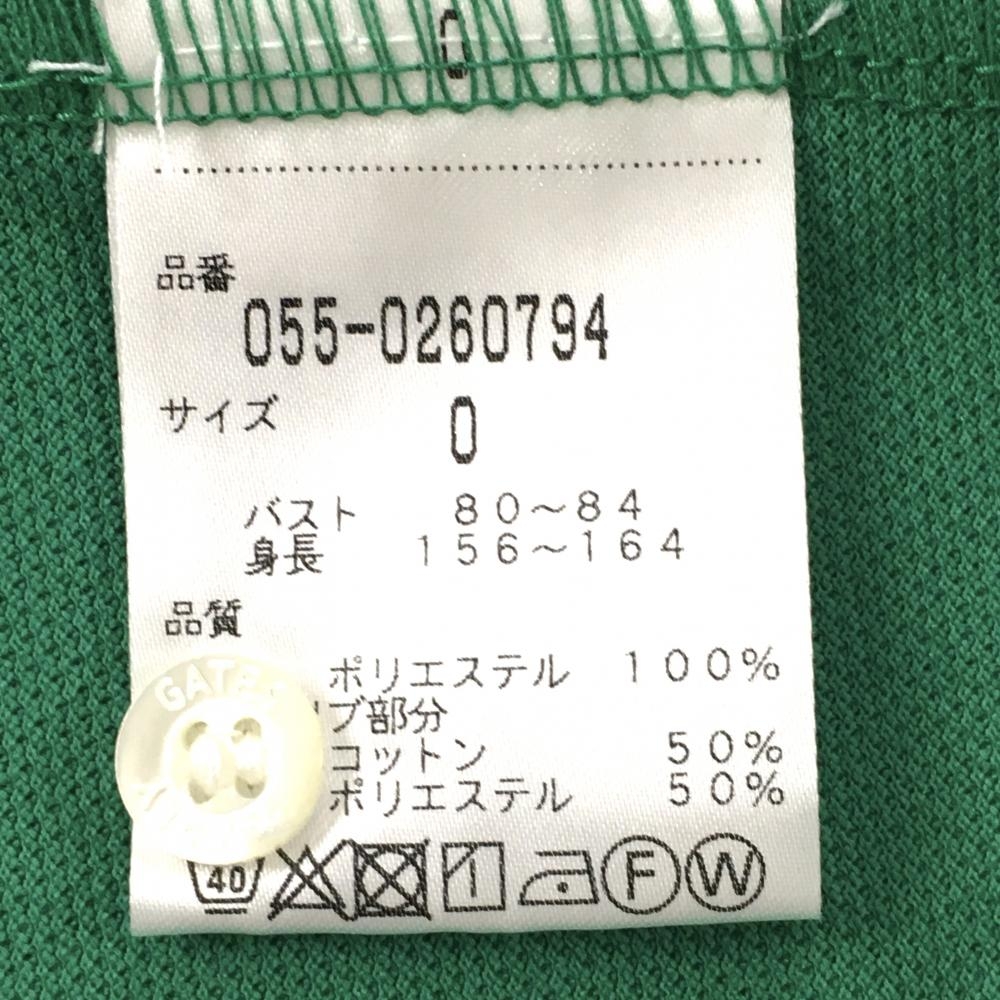 0
品番
055-0260794
サイズ 0
バスト 80~84
身長 156~164
品質
ポリエステル 100%
ブ部分
コットン 50%
ポリエステル 50%
40 F W